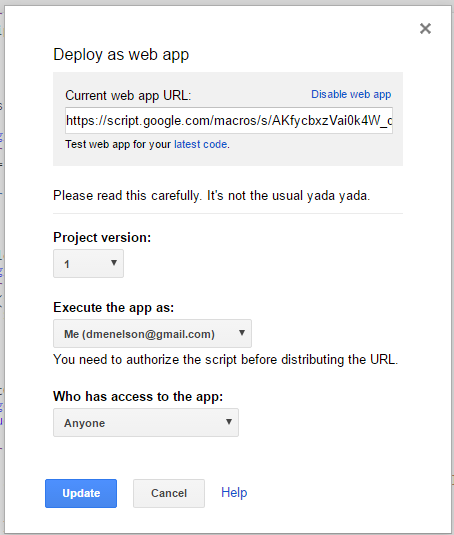 Deploy as web app
Current web app URL:
Disable web app
https://script.google.com/macros/s/AKfycbxzVai0k4W_c
Test web app for your latest code.
Please read this carefully. It's not the usual yada yada.
Project version:
1
Execute the app as:
Me (dmenelson@gmail.com)
You need to authorize the script before distributing the URL.
Who has access to the app:
Anyone
Update
Cancel
Help